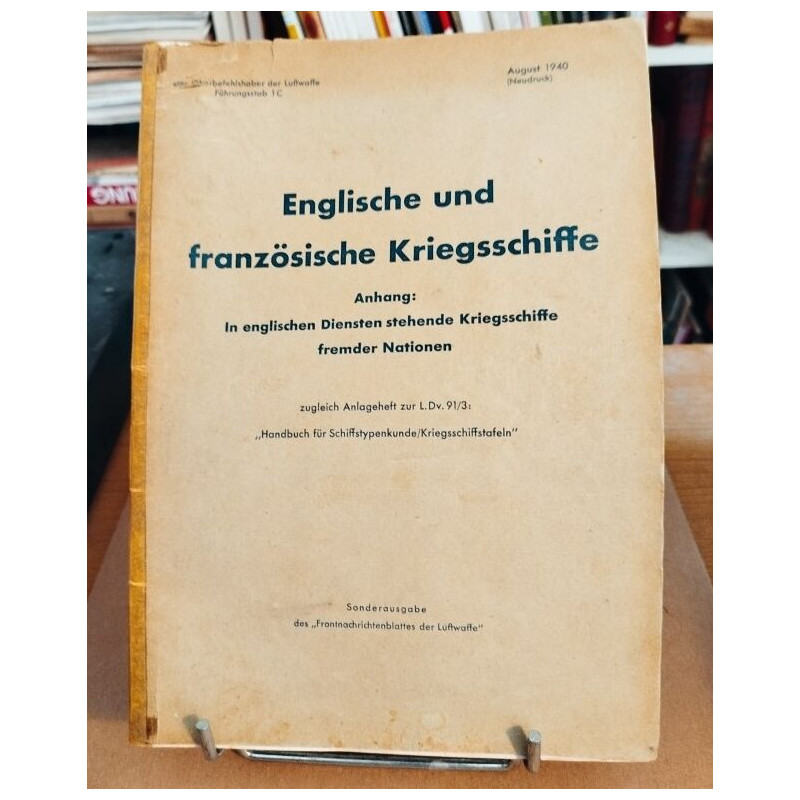 Oberbefehlshaber der Luftwaffe
Führungsstab 1C
August 1940
(Neudruck)
Englische und
französische Kriegsschiffe
Anhang:
In englischen Diensten stehende Kriegsschiffe
fremder Nationen
zugleich Anlageheft zur L.Dv. 91/3:
„Handbuch für Schiffstypenkunde/Kriegsschiffstafeln"
Sonderausgabe
des „Frontnachrichtenblattes der Luftwaffe"